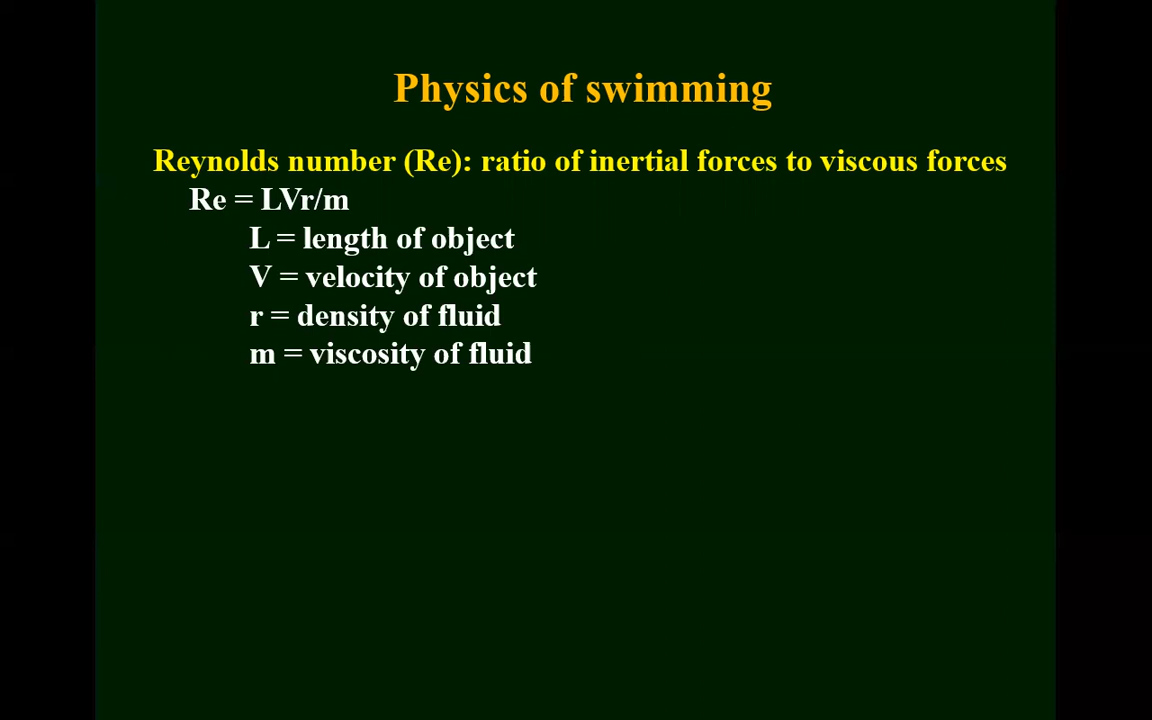 Physics of swimming
Reynolds number (Re): ratio of inertial forces to viscous forces
Re = LVr/m
L = length of object
V = velocity of object
r = density of fluid
m = viscosity of fluid